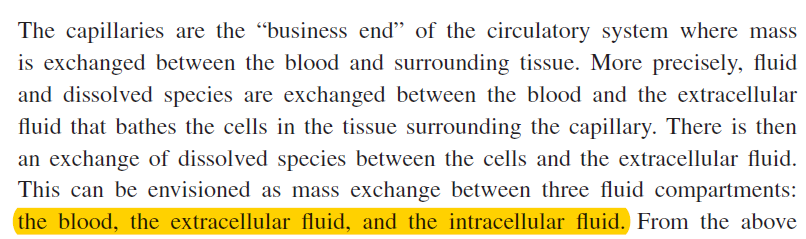 The capillaries are the “business end” of the circulatory system where mass
is exchanged between the blood and surrounding tissue. More precisely, fluid
and dissolved species are exchanged between the blood and the extracellular
fluid that bathes the cells in the tissue surrounding the capillary. There is then
an exchange of dissolved species between the cells and the extracellular fluid.
This can be envisioned as mass exchange between three fluid compartments:
the blood, the extracellular fluid, and the intracellular fluid. From the above